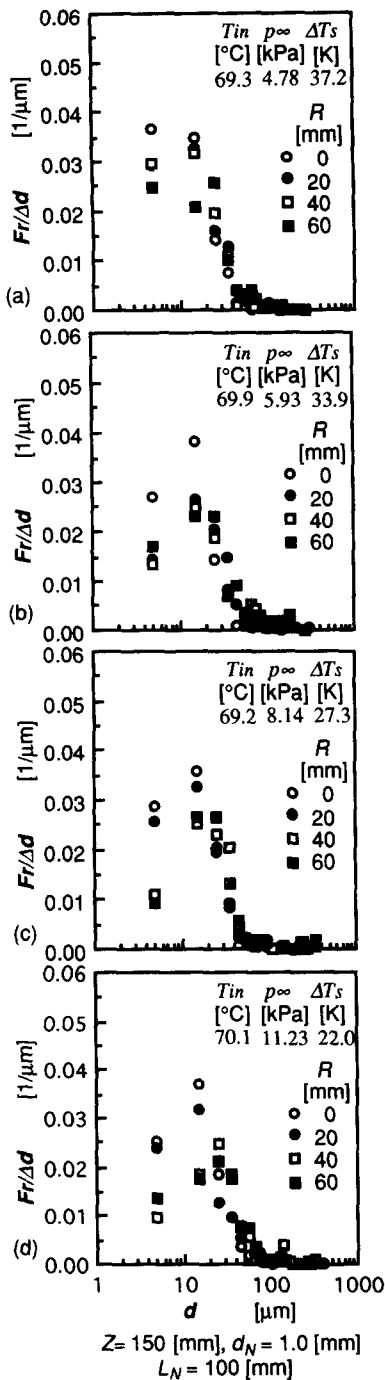 0.06
0.05
0.04
0.03
0.02
0.01
0.00
Fr/Δd [1/μm]
(a)
Tin p∞ ΔTs
[°C] [kPa] [K]
69.3 4.78 37.2
R
[mm]
0
20
40
60
0.06
0.05
0.04
0.03
0.02
0.01
0.00
Fr/Δd [1/μm]
(b)
Tin p∞ ΔTs
[°C] [kPa] [K]
69.9 5.93 33.9
R
[mm]
0
20
40
60
0.06
0.05
0.04
0.03
0.02
0.01
0.00
Fr/Δd [1/μm]
(c)
Tin p∞ ΔTs
[°C] [kPa] [K]
69.2 8.14 27.3
R
[mm]
0
20
40
60
0.06
0.05
0.04
0.03
0.02
0.01
0.00
Fr/Δd [1/μm]
(d)
Tin p∞ ΔTs
[°C] [kPa] [K]
70.1 11.23 22.0
R
[mm]
0
20
40
60
1 10 100 1000
d [μm]
Z= 150 [mm], dN = 1.0 [mm]
LN = 100 [mm]